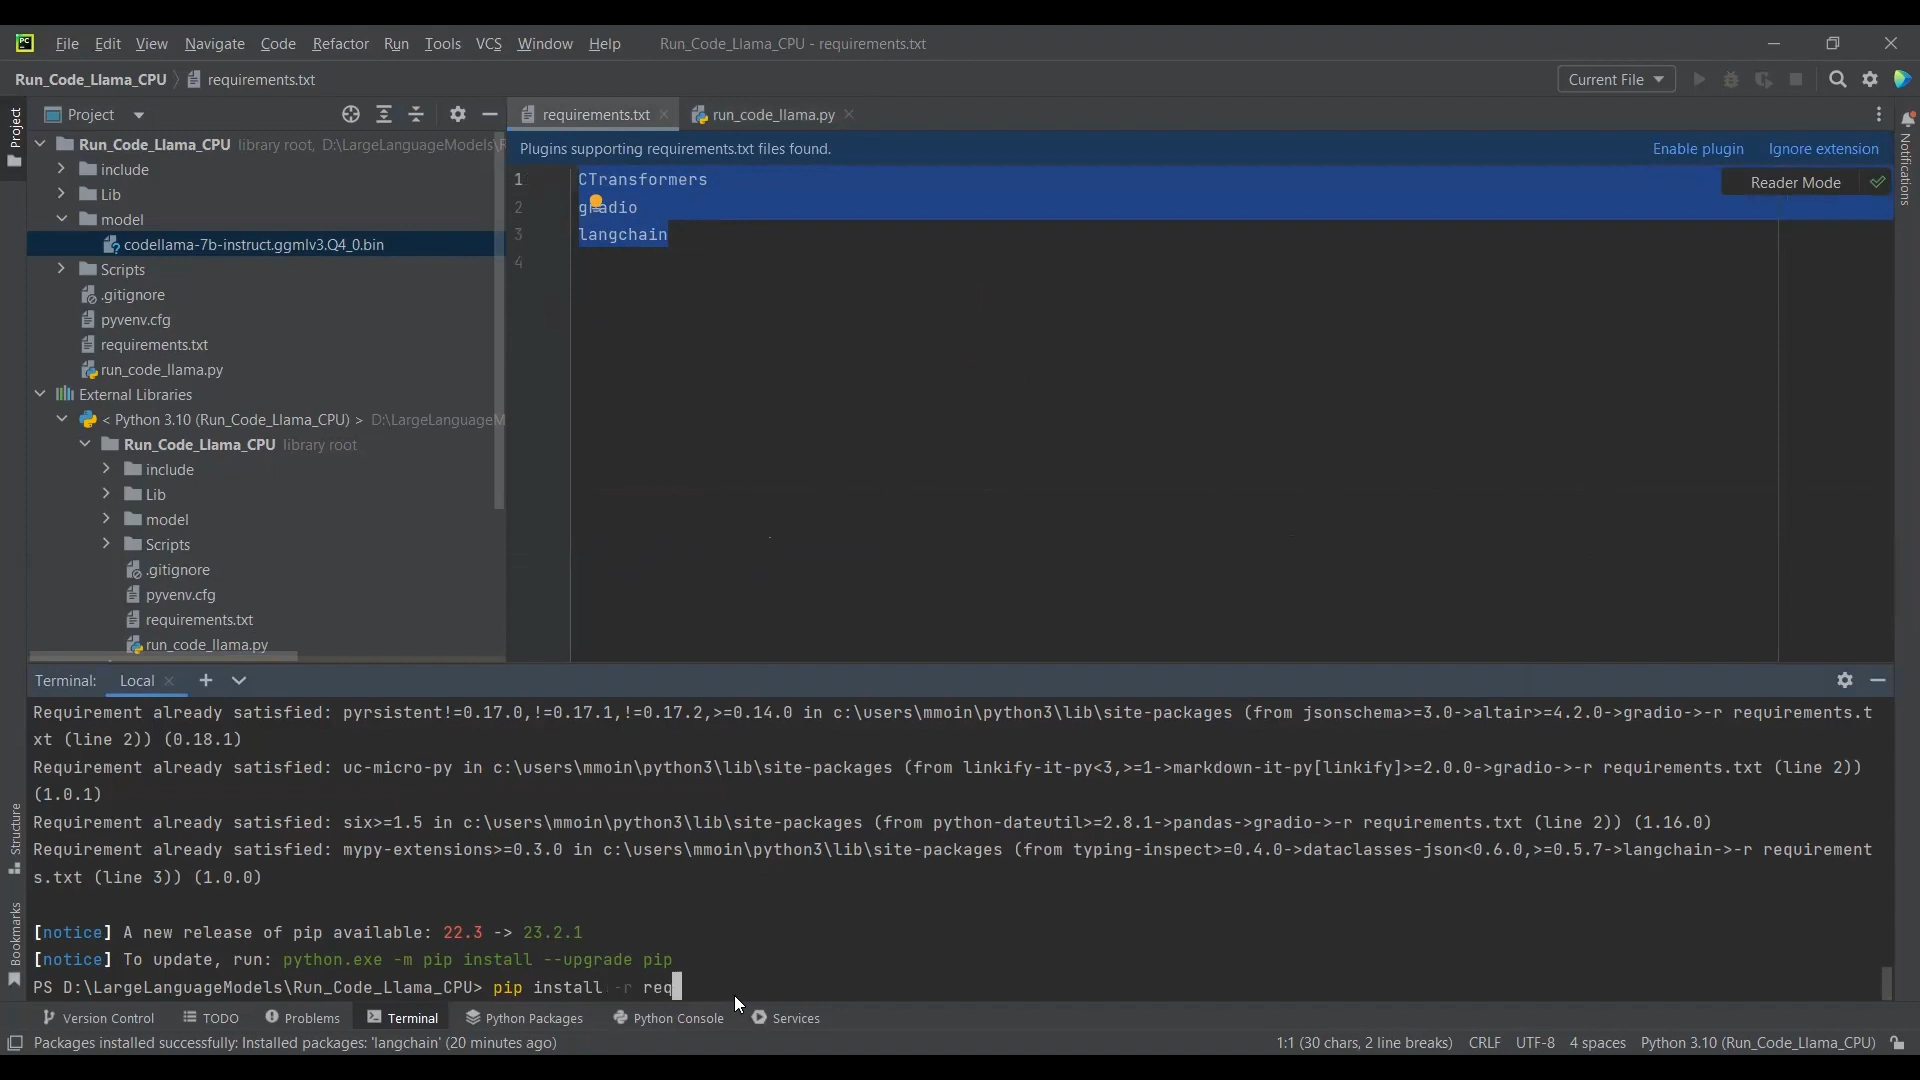 PC File Edit View Navigate Code Refactor Run Tools VCS Window Help Run_Code_Llama_CPU - requirements.txt
Run_Code_Llama_CPU requirements.txt Current File
Project
Project
requirements.txt run_code_llama.py
Run_Code_Llama_CPU library root, D:\LargeLanguageModels\R
include
Lib
model
codellama-7b-instruct.ggmlv3.Q4_0.bin
Scripts
.gitignore
pyvenv.cfg
requirements.txt
run_code_llama.py
External Libraries
< Python 3.10 (Run_Code_Llama_CPU) > D:\LargeLanguageM
Run_Code_Llama_CPU library root
include
Lib
model
Scripts
.gitignore
pyvenv.cfg
requirements.txt
run_code_llama.py
Plugins supporting requirements.txt files found. Enable plugin Ignore extension
Reader Mode
1 CTransformers
2 gradio
3 langchain
4
Notifications
Structure
Bookmarks
Terminal: Local
Requirement already satisfied: pyrsistent!=0.17.0,!=0.17.1,!=0.17.2,>=0.14.0 in c:\users\mmoin\python3\lib\site-packages (from jsonschema>=3.0->altair>=4.2.0->gradio->-r requirements.t
xt (line 2)) (0.18.1)
Requirement already satisfied: uc-micro-py in c:\users\mmoin\python3\lib\site-packages (from linkify-it-py<3,>=1->markdown-it-py[linkify]>=2.0.0->gradio->-r requirements.txt (line 2))
(1.0.1)
Requirement already satisfied: six>=1.5 in c:\users\mmoin\python3\lib\site-packages (from python-dateutil>=2.8.1->pandas->gradio->-r requirements.txt (line 2)) (1.16.0)
Requirement already satisfied: mypy-extensions>=0.3.0 in c:\users\mmoin\python3\lib\site-packages (from typing-inspect>=0.4.0->dataclasses-json<0.6.0,>=0.5.7->langchain->-r requirement
s.txt (line 3)) (1.0.0)
[notice] A new release of pip available: 22.3 -> 23.2.1
[notice] To update, run: python.exe -m pip install --upgrade pip
PS D:\LargeLanguageModels\Run_Code_Llama_CPU> pip install -r req
Version Control TODO Problems Terminal Python Packages Python Console Services
Packages installed successfully: Installed packages: 'langchain' (20 minutes ago) 1:1 (30 chars, 2 line breaks) CRLF UTF-8 4 spaces Python 3.10 (Run_Code_Llama_CPU)